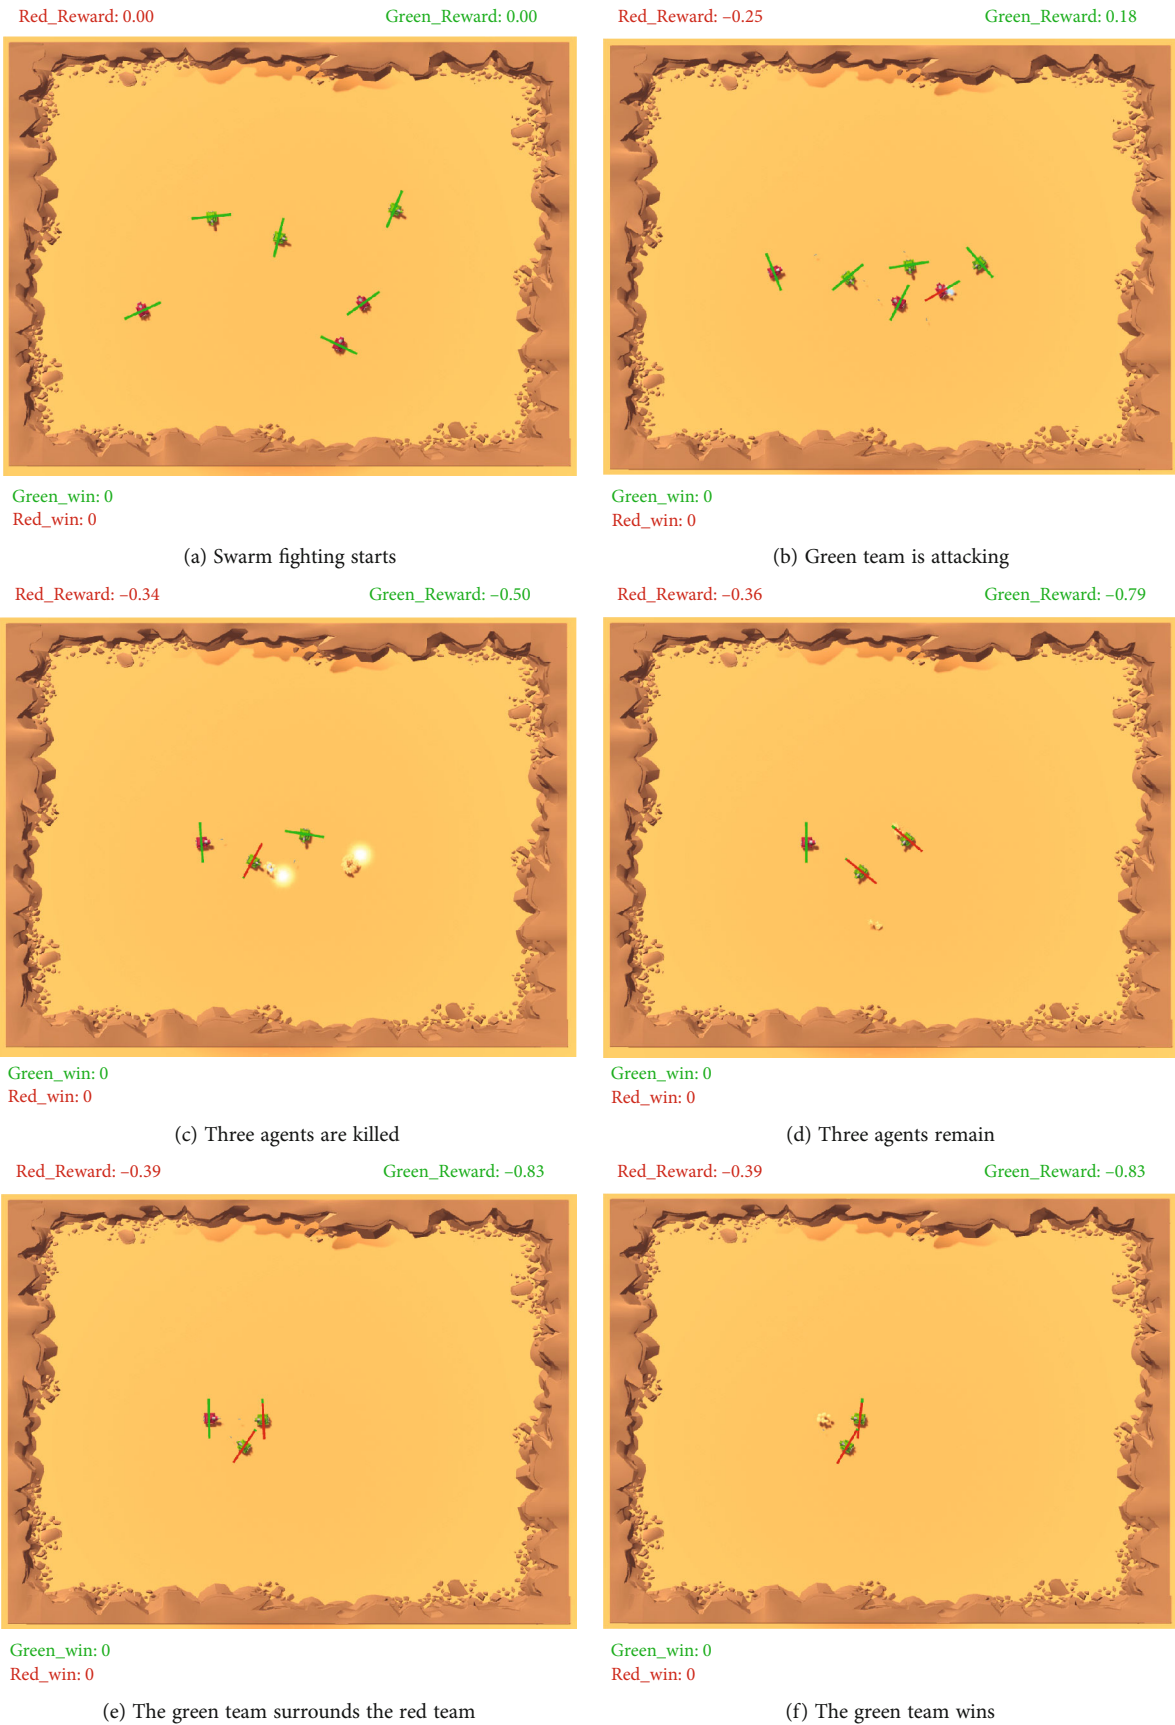 Red_Reward: 0.00
Green_Reward: 0.00
Green_win: 0
Red_win: 0
(a) Swarm fighting starts
Red_Reward: –0.25
Green_Reward: 0.18
Green_win: 0
Red_win: 0
(b) Green team is attacking
Red_Reward: –0.34
Green_Reward: –0.50
Green_win: 0
Red_win: 0
(c) Three agents are killed
Red_Reward: –0.36
Green_Reward: –0.79
Green_win: 0
Red_win: 0
(d) Three agents remain
Red_Reward: –0.39
Green_Reward: –0.83
Green_win: 0
Red_win: 0
(e) The green team surrounds the red team
Red_Reward: –0.39
Green_Reward: –0.83
Green_win: 0
Red_win: 0
(f) The green team wins